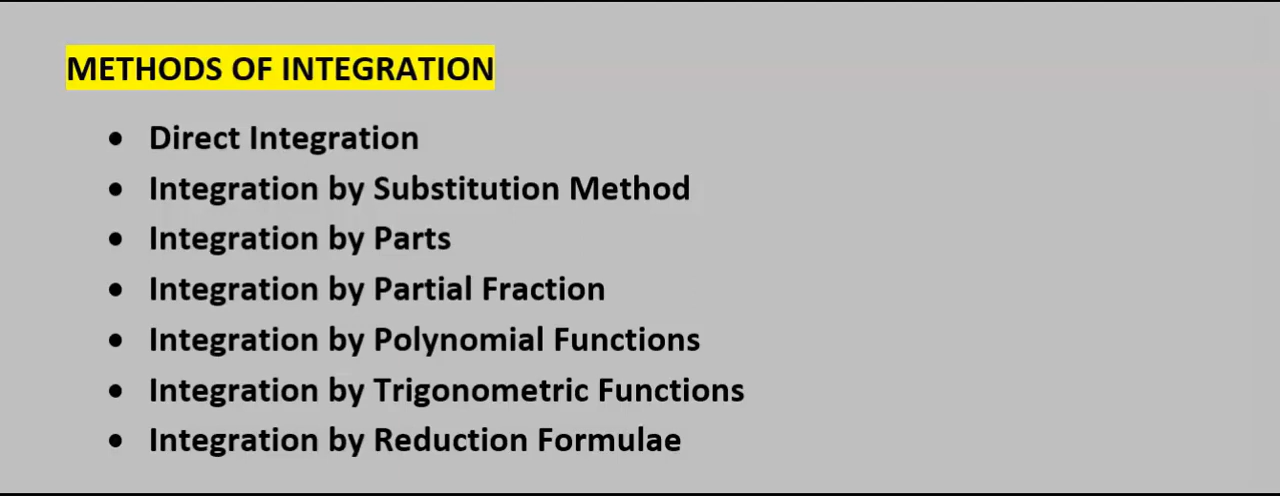 METHODS OF INTEGRATION
• Direct Integration
• Integration by Substitution Method
• Integration by Parts
• Integration by Partial Fraction
• Integration by Polynomial Functions
• Integration by Trigonometric Functions
• Integration by Reduction Formulae